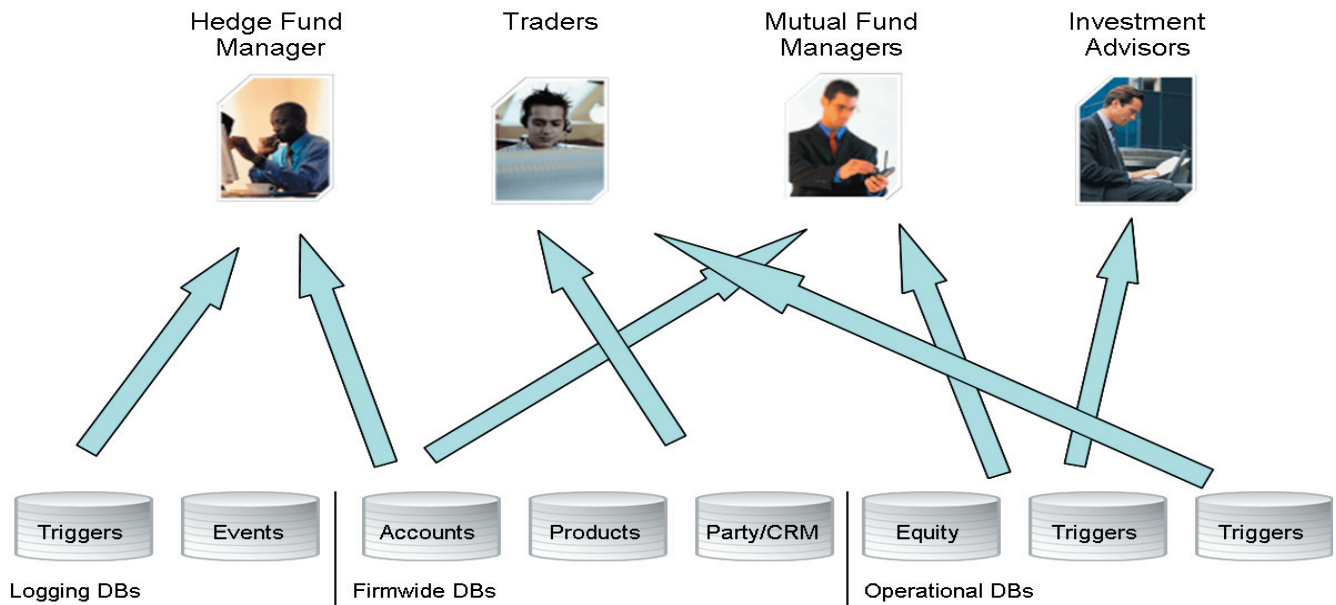 Hedge Fund
Manager
Traders
Mutual Fund
Managers
Investment
Advisors
Triggers
Events
Accounts
Products
Party/CRM
Equity
Triggers
Triggers
Logging DBs
Firmwide DBs
Operational DBs